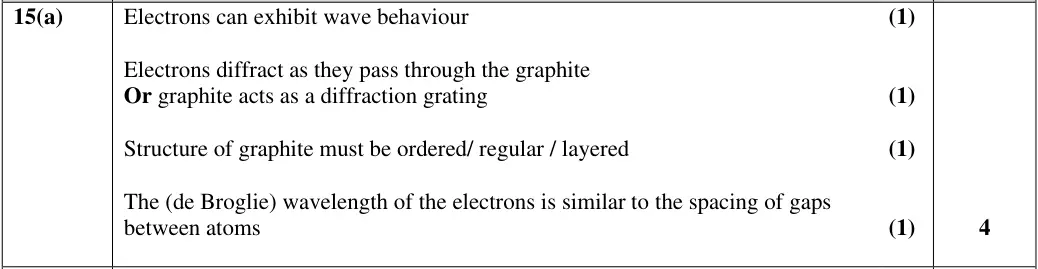 15(a) Electrons can exhibit wave behaviour (1)
Electrons diffract as they pass through the graphite
Or graphite acts as a diffraction grating (1)
Structure of graphite must be ordered/ regular / layered (1)
The (de Broglie) wavelength of the electrons is similar to the spacing of gaps
between atoms (1) 4